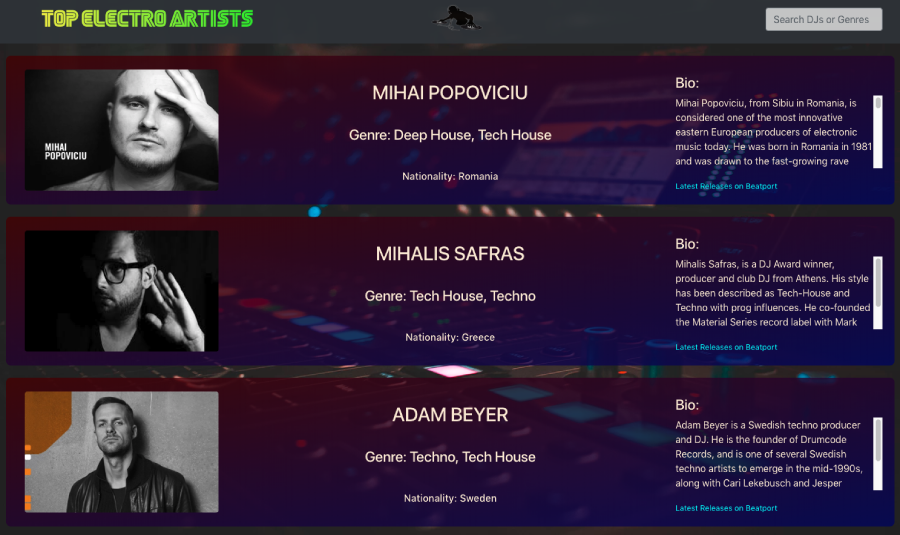 TOP ELECTRO ARTISTS
Search DJs or Genres
MIHAI
POPOVICIU
MIHAI POPOVICIU
Genre: Deep House, Tech House
Nationality: Romania
Bio:
Mihai Popoviciu, from Sibiu in Romania, is
considered one of the most innovative
eastern European producers of electronic
music today. He was born in Romania in 1981
and was drawn to the fast-growing rave
Latest Releases on Beatport
MIHALIS SAFRAS
Genre: Tech House, Techno
Nationality: Greece
Bio:
Mihalis Safras, is a DJ Award winner,
producer and club DJ from Athens. His style
has been described as Tech-House and
Techno with prog influences. He co-founded
the Material Series record label with Mark
Latest Releases on Beatport
ADAM BEYER
Genre: Techno, Tech House
Nationality: Sweden
Bio:
Adam Beyer is a Swedish techno producer
and DJ. He is the founder of Drumcode
Records, and is one of several Swedish
techno artists to emerge in the mid-1990s,
along with Cari Lekebusch and Jesper
Latest Releases on Beatport